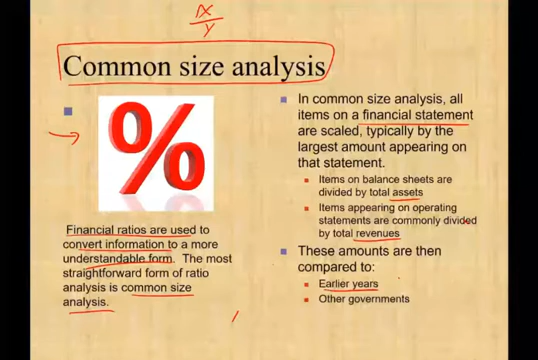 X
Y
Common size analysis
%
Financial ratios are used to
convert information to a more
understandable form. The most
straightforward form of ratio
analysis is common size
analysis.
In common size analysis, all
items on a financial statement
are scaled, typically by the
largest amount appearing on
that statement.
Items on balance sheets are
divided by total assets
Items appearing on operating
statements are commonly divided
by total revenues
These amounts are then
compared to:
Earlier years
Other governments